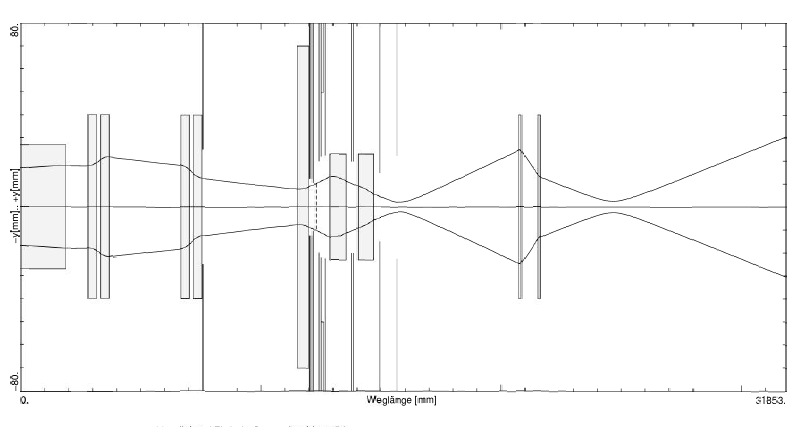 80.
-y[mm]. +y[mm]
-80.
0. Weglänge [mm] 31853.